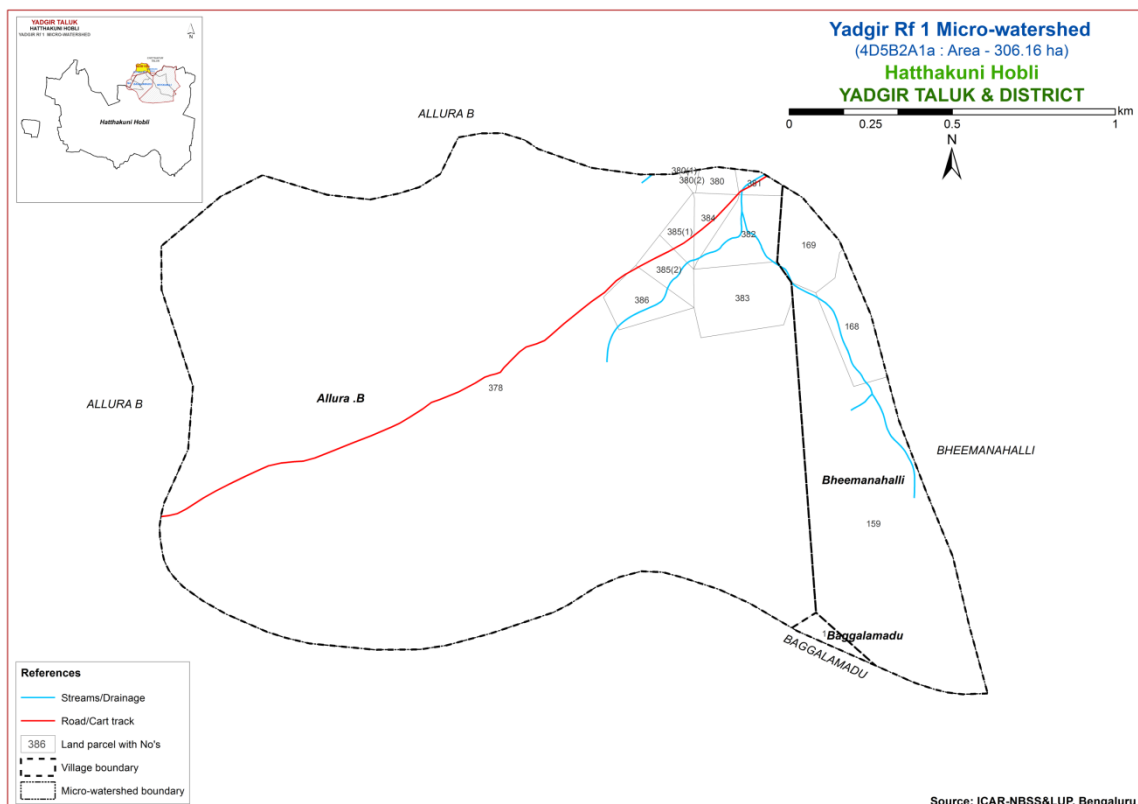 YADGIR TALUK
HATTHAKUNI HOBLI
YADGIR Rf 1 MICRO-WATERSHED
N
Hatthakuni Hobli
Yadgir Rf 1 Micro-watershed
(4D5B2A1a : Area - 306.16 ha)
Hatthakuni Hobli
YADGIR TALUK & DISTRICT
km
0
0.25
0.5
1
N
ALLURA B
380(1)
380(2)
380
381
384
385(1)
382
169
385(2)
386
383
168
378
Allura .B
ALLURA B
BHEEMANAHALLI
Bheemanahalli
159
1
Baggalamadu
BAGGALAMADU
References
Streams/Drainage
Road/Cart track
386 Land parcel with No's
Village boundary
Micro-watershed boundary
Source: ICAR-NBSS&LUP, Bengaluru